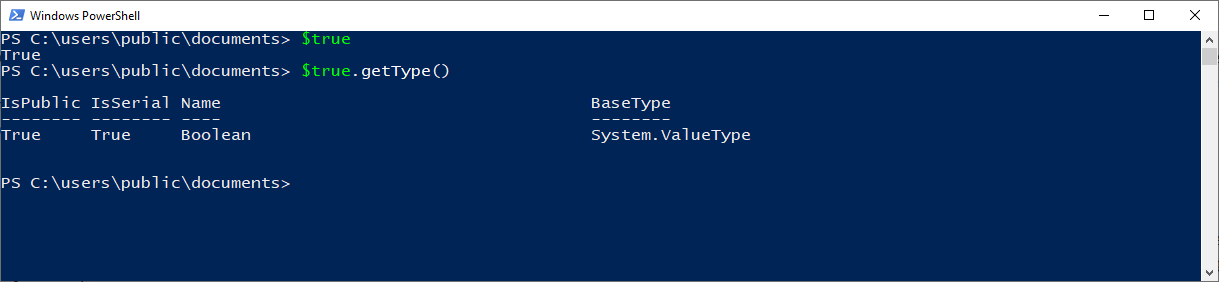 Windows PowerShell
PS C:\users\public\documents> $true
True
PS C:\users\public\documents> $true.getType()
IsPublic IsSerial Name                                     BaseType
-------- -------- ----                                     --------
True     True     Boolean                                  System.ValueType
PS C:\users\public\documents>